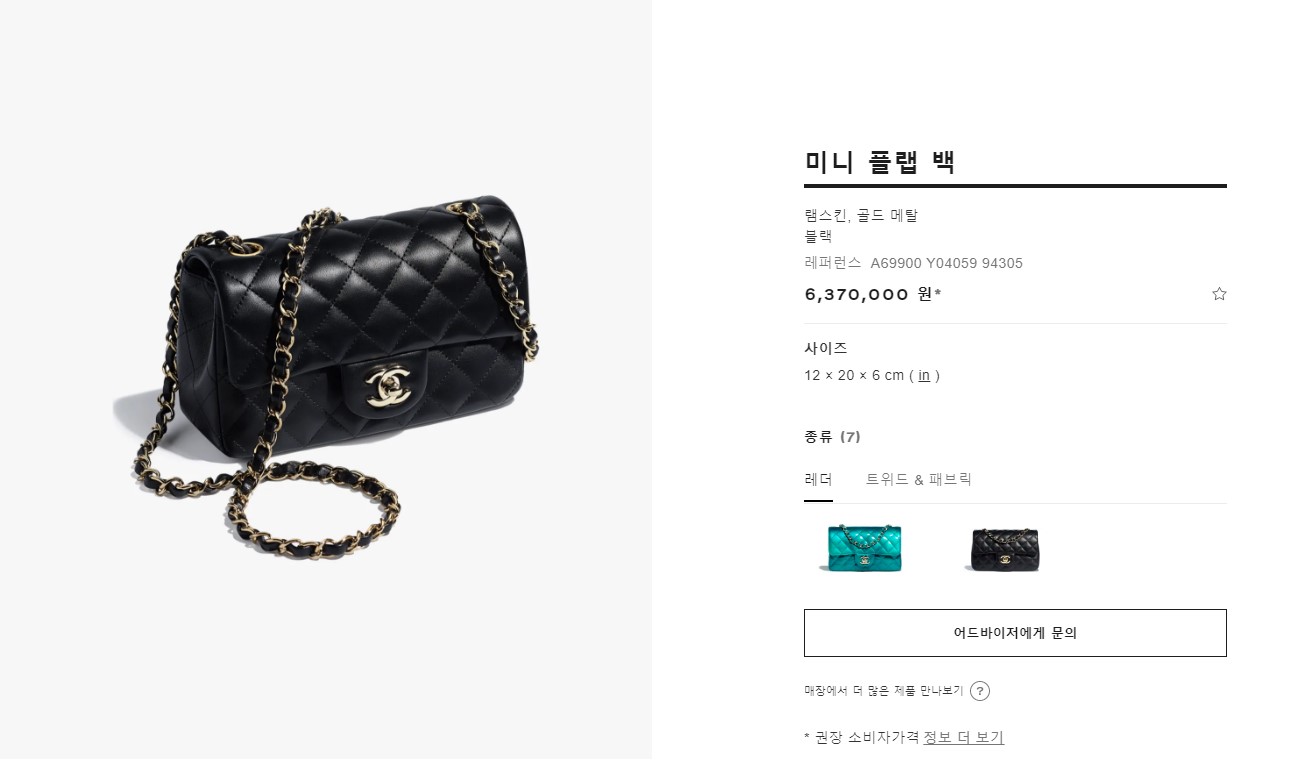 미니 플랩 백
램스킨, 골드 메탈
블랙
레퍼런스 A69900 Y04059 94305
6,370,000 원*
사이즈
12 × 20 × 6 cm ( in )
종류 (7)
레더 트위드 & 패브릭
어드바이저에게 문의
매장에서 더 많은 제품 만나보기 ?
* 권장 소비자가격 정보 더 보기